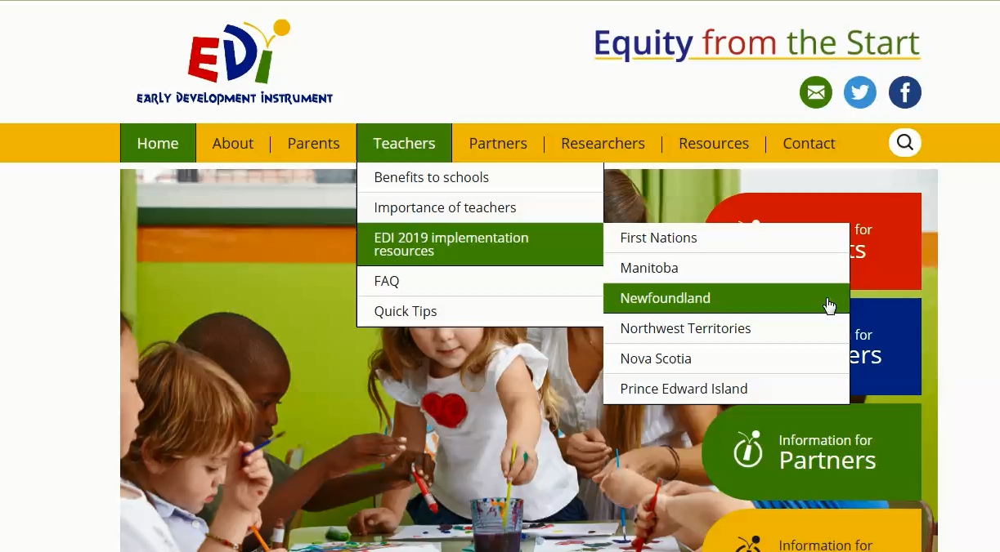 EDI
EARLY DEVELOPMENT INSTRUMENT
Equity from the Start
Home
About
Parents
Teachers
Partners
Researchers
Resources
Contact
Benefits to schools
Importance of teachers
EDI 2019 implementation
resources
FAQ
Quick Tips
First Nations
Manitoba
Newfoundland
Northwest Territories
Nova Scotia
Prince Edward Island
for
for
Information for
Partners
Information for